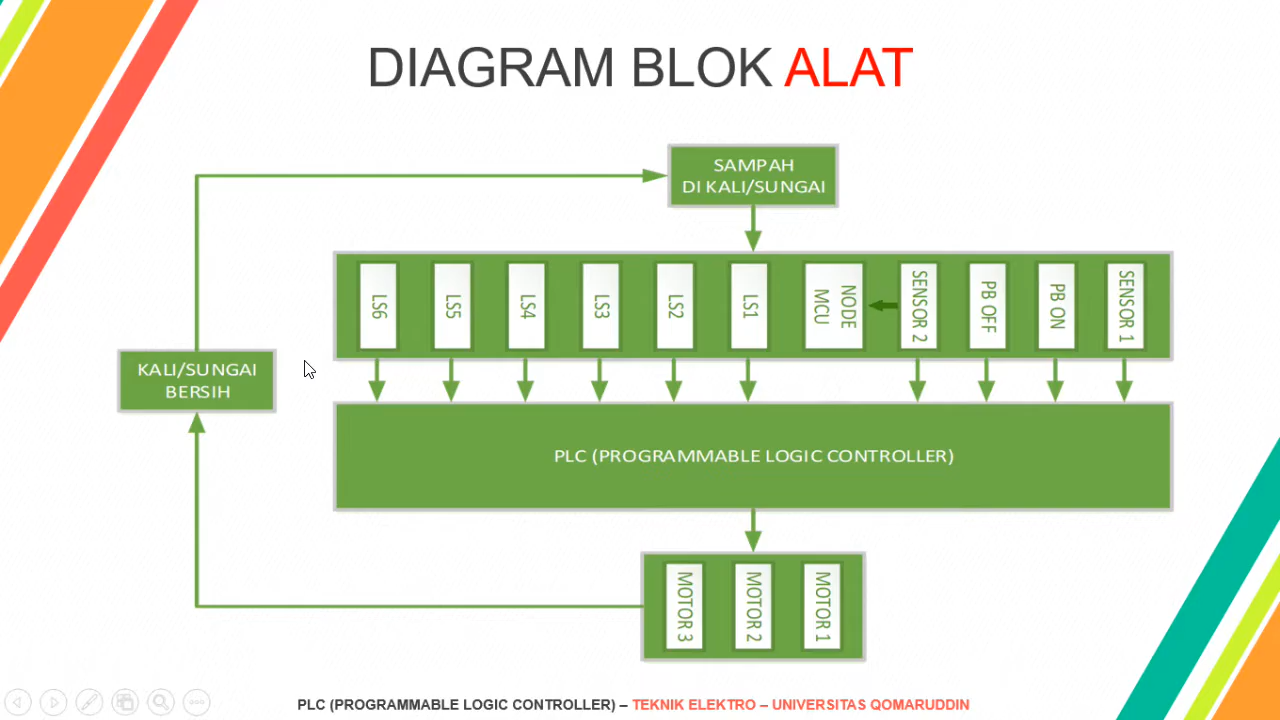 DIAGRAM BLOK ALAT
SAMPAH
DI KALI/SUNGAI
LS6
LS5
LS4
LS3
LS2
LS1
NODE
MCU
SENSOR 2
PB OFF
PB ON
SENSOR 1
KALI/SUNGAI
BERSIH
PLC (PROGRAMMABLE LOGIC CONTROLLER)
MOTOR 3
MOTOR 2
MOTOR 1
PLC (PROGRAMMABLE LOGIC CONTROLLER) – TEKNIK ELEKTRO – UNIVERSITAS QOMARUDDIN